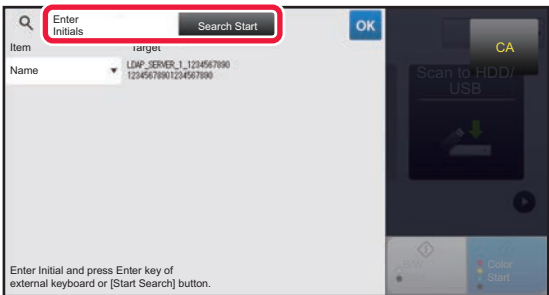 Enter
Initials
Search Start
OK
CA
Item
Target
Name
LDAP_SERVER_1_1234567890
12345678901234567890
Scan to HDD/
USB
Enter Initial and press Enter key of
external keyboard or [Start Search] button.
B/W
Start
Color
Start